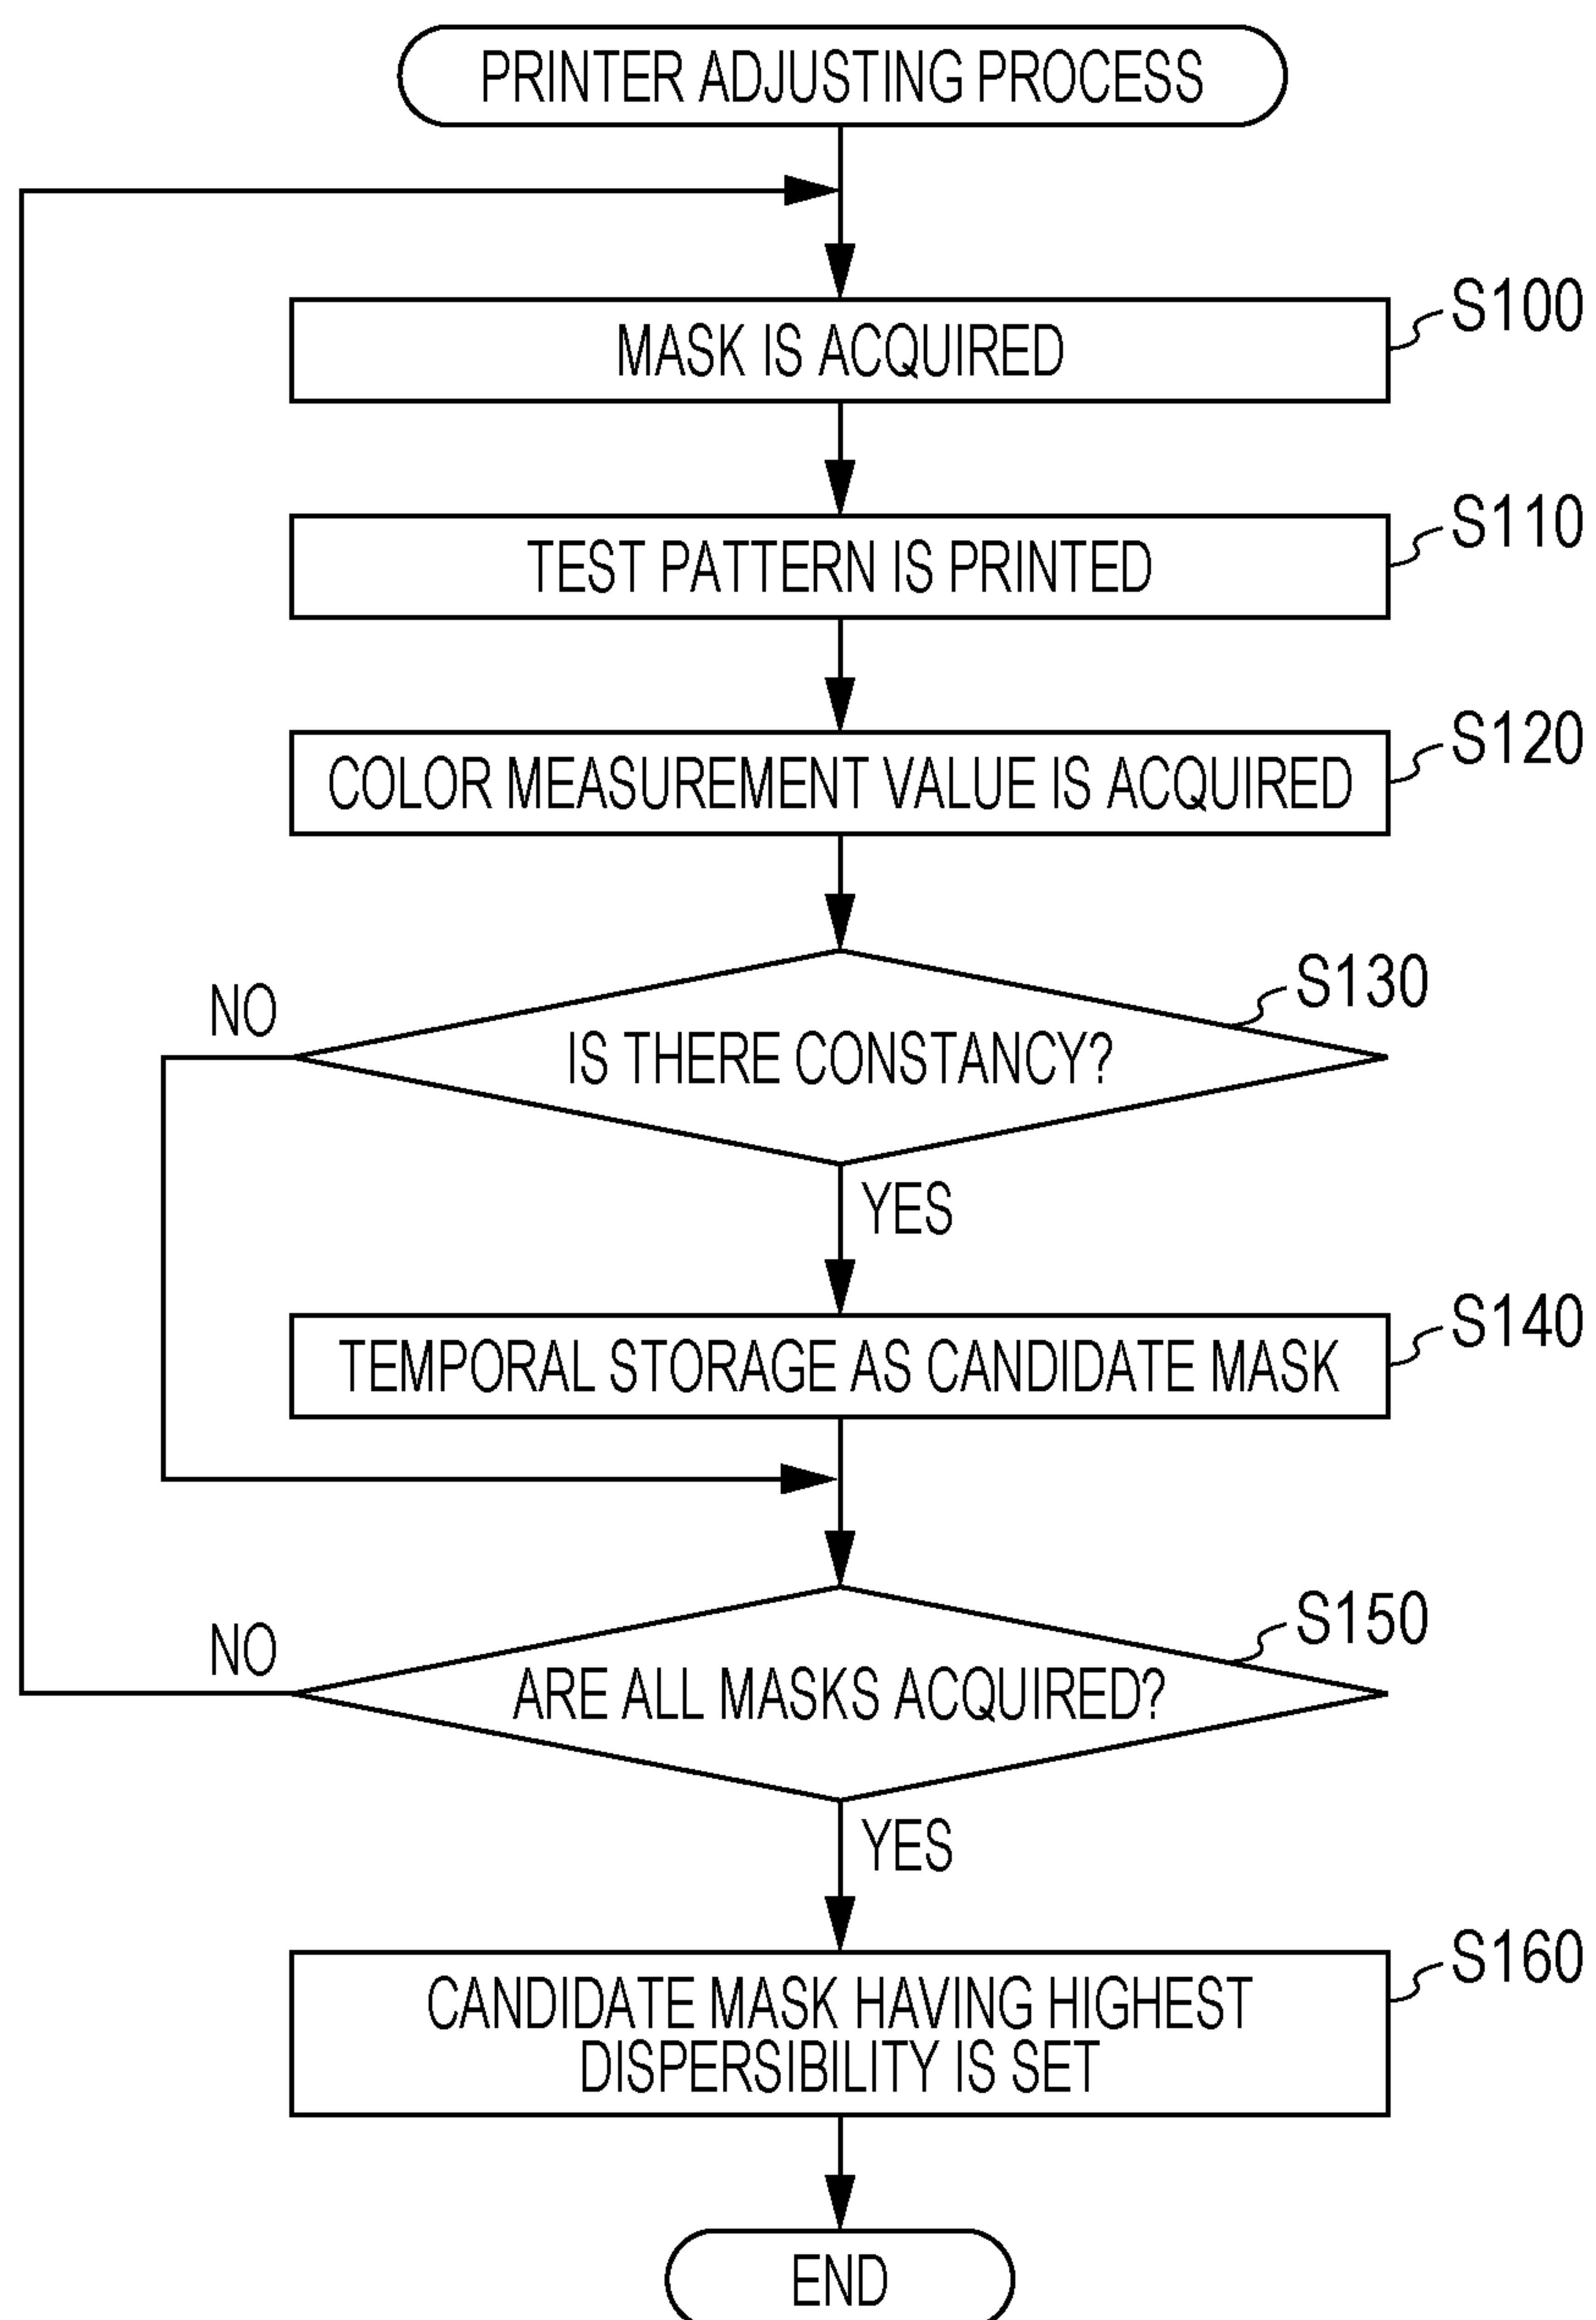 PRINTER ADJUSTING PROCESS
MASK IS ACQUIRED
S100
TEST PATTERN IS PRINTED
S110
COLOR MEASUREMENT VALUE IS ACQUIRED
S120
IS THERE CONSTANCY?
S130
NO
YES
TEMPORAL STORAGE AS CANDIDATE MASK
S140
ARE ALL MASKS ACQUIRED?
S150
NO
YES
CANDIDATE MASK HAVING HIGHEST
DISPERSIBILITY IS SET
S160
END